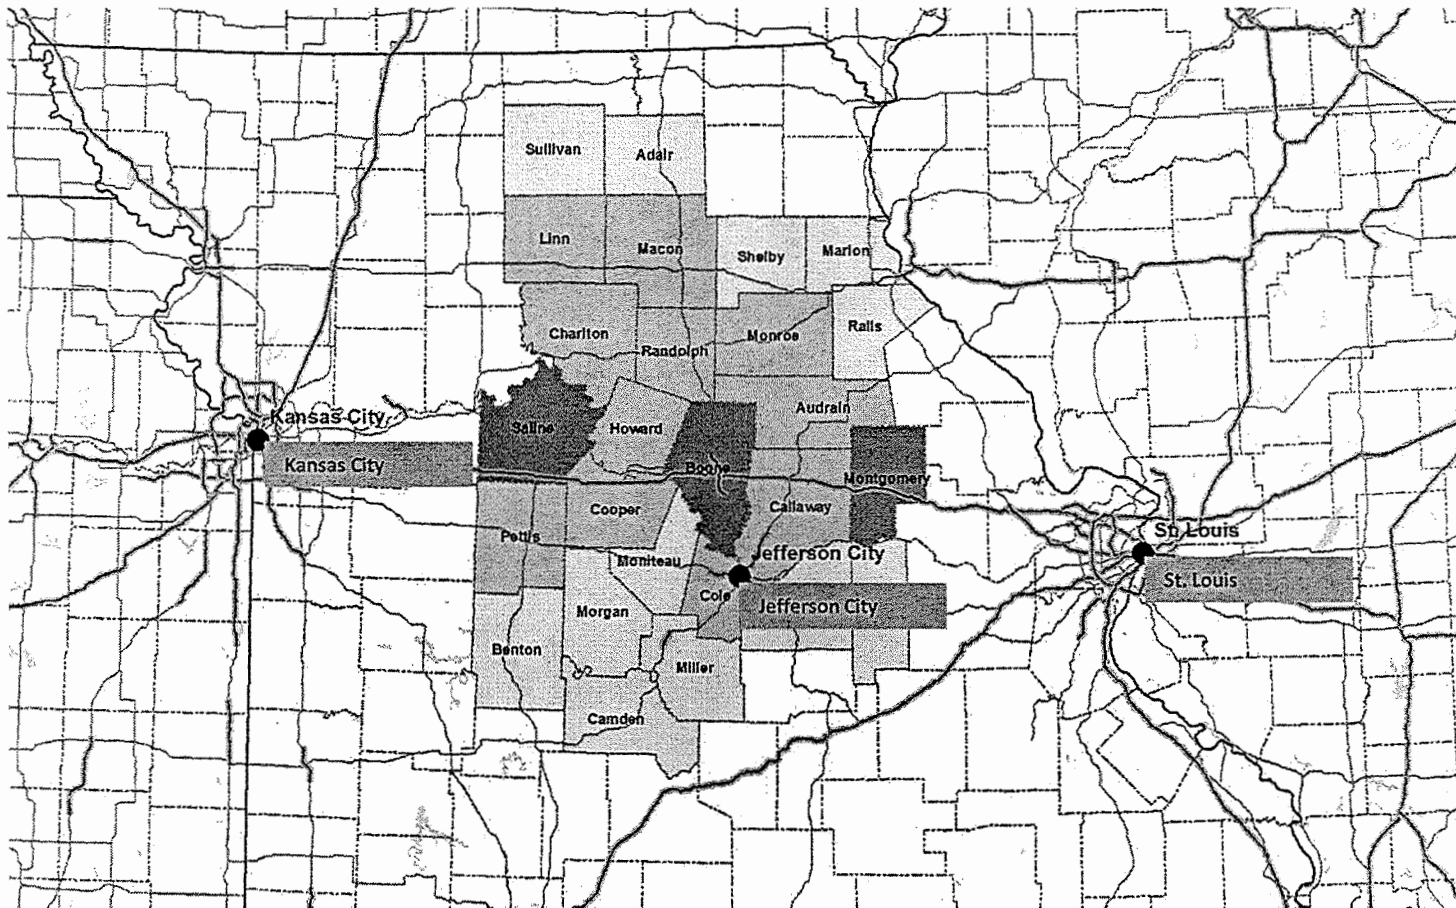 Sullivan
Adair
Linn
Macon
Shelby
Marion
Chariton
Randolph
Monroe
Ralls
Kansas City
Kansas City
Saline
Howard
Audrain
Boone
Montgomery
Cooper
Callaway
Pettis
Moniteau
Jefferson City
St. Louis
St. Louis
Cole
Jefferson City
Morgan
Benton
Miller
Camden